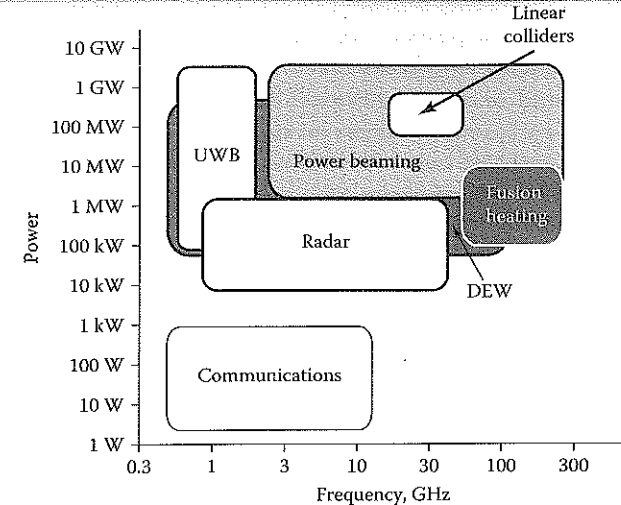 Linear
colliders
10 GW
1 GW
100 MW
10 MW
1 MW
100 kW
10 kW
1 kW
100 W
10 W
1 W
Power
UWB
Power beaming
Fusion
heating
Radar
DEW
Communications
0.3
1
3
10
30
100
300
Frequency, GHz